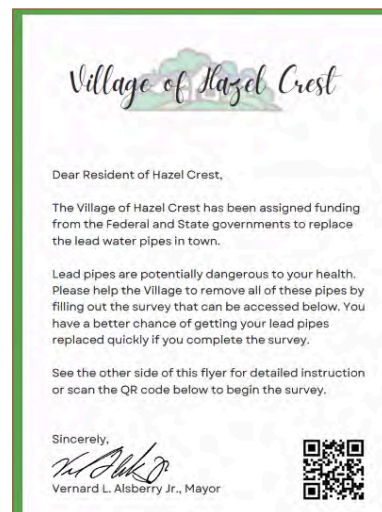 Village of Hazel Crest
Dear Resident of Hazel Crest,
The Village of Hazel Crest has been assigned funding
from the Federal and State governments to replace
the lead water pipes in town.
Lead pipes are potentially dangerous to your health.
Please help the Village to remove all of these pipes by
filling out the survey that can be accessed below. You
have a better chance of getting your lead pipes
replaced quickly if you complete the survey.
See the other side of this flyer for detailed instruction
or scan the QR code below to begin the survey.
Sincerely,
Vernard L. Alsberry Jr., Mayor